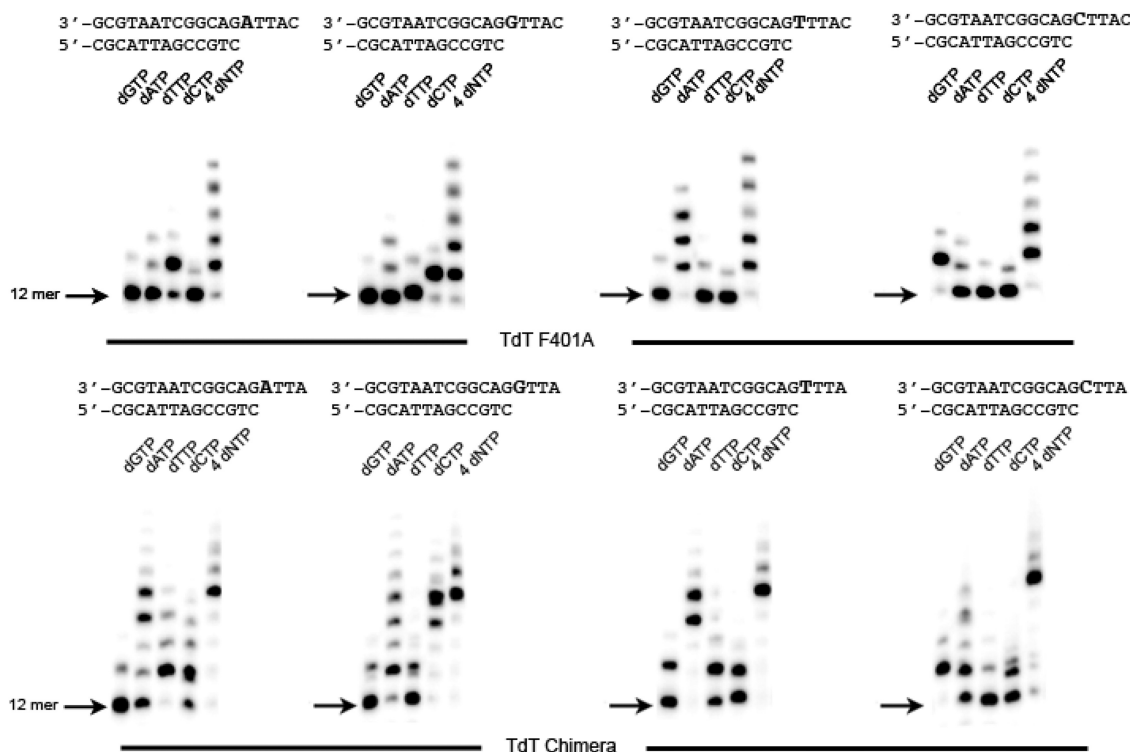 3′-GCGTAATCGGCAGATTAC
5′-CGCATTAGCCGTC
dGTP dATP dTTP dCTP 4 dNTP
3′-GCGTAATCGGCAGGTTAC
5′-CGCATTAGCCGTC
dGTP dATP dTTP dCTP 4 dNTP
3′-GCGTAATCGGCAGTTTAC
5′-CGCATTAGCCGTC
dGTP dATP dTTP dCTP 4 dNTP
3′-GCGTAATCGGCAGCTTAC
5′-CGCATTAGCCGTC
dGTP dATP dTTP dCTP 4 dNTP
12 mer
TdT F401A
3′-GCGTAATCGGCAGATTA
5′-CGCATTAGCCGTC
dGTP dATP dTTP dCTP 4 dNTP
3′-GCGTAATCGGCAGGTTA
5′-CGCATTAGCCGTC
dGTP dATP dTTP dCTP 4 dNTP
3′-GCGTAATCGGCAGTTTA
5′-CGCATTAGCCGTC
dGTP dATP dTTP dCTP 4 dNTP
3′-GCGTAATCGGCAGCTTA
5′-CGCATTAGCCGTC
dGTP dATP dTTP dCTP 4 dNTP
12 mer
TdT Chimera